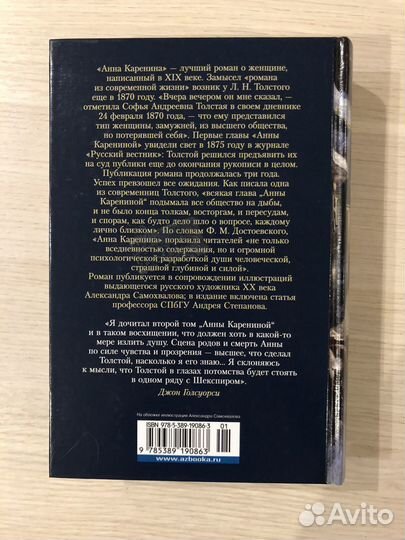 «Анна Каренина» — лучший роман о женщине,
написанный в XIX веке. Замысел «романа
из современной жизни» возник у Л. Н. Толстого
еще в 1870 году. «Вчера вечером он мне сказал, —
отметила Софья Андреевна Толстая в своем дневнике
24 февраля 1870 года, — что ему представился
тип женщины, замужней, из высшего общества,
но потерявшей себя». Первые главы «Анны
Карениной» увидели свет в 1875 году в журнале
«Русский вестник»: Толстой решился предъявить их
на суд публики еще до окончания рукописи в целом.
Публикация романа продолжалась три года.
Успех превзошел все ожидания. Как писала одна
из современниц Толстого, «всякая глава „Анны
Карениной" подымала все общество на дыбы,
и не было конца толкам, восторгам, и пересудам,
и спорам, как будто дело шло о вопросе, каждому
лично близком». По словам Ф. М. Достоевского,
«Анна Каренина» поразила читателей «не только
вседневностью содержания, но и огромной
психологической разработкой души человеческой,
страшной глубиной и силой».
Роман публикуется в сопровождении иллюстраций
выдающегося русского художника XX века
Александра Самохвалова; в издание включена статья
профессора СПбГУ Андрея Степанова.
«Я дочитал второй том „Анны Карениной"
и в таком восхищении, что должен хоть в какой-то
мере излить душу. Сцена родов и смерть Анны
по силе чувства и прозрения — высшее, что сделал
Толстой, насколько я его знаю... Я склоняюсь
к мысли, что Толстой в глазах потомства будет стоять
в одном ряду с Шекспиром».
Джон Голсуорси
На обложке иллюстрация Александра Самохвалова
ISBN 978-5-389-19086-3
01
9 785389 190863
www.azbooka.ru
Avito